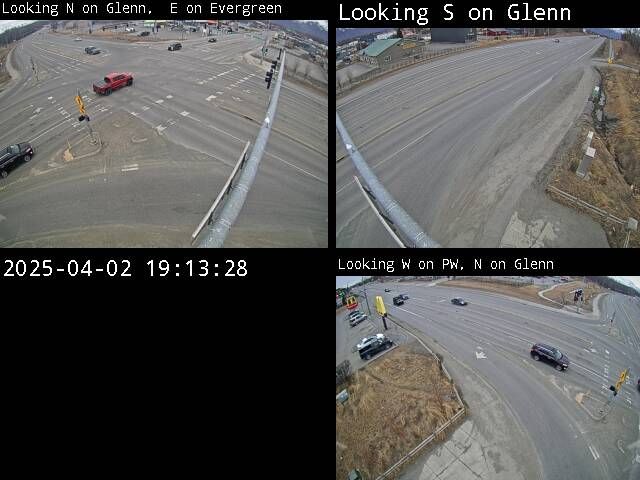 Looking N on Glenn,  E on Evergreen
Looking S on Glenn
2025-04-02 19:13:28
Looking W on PW, N on Glenn